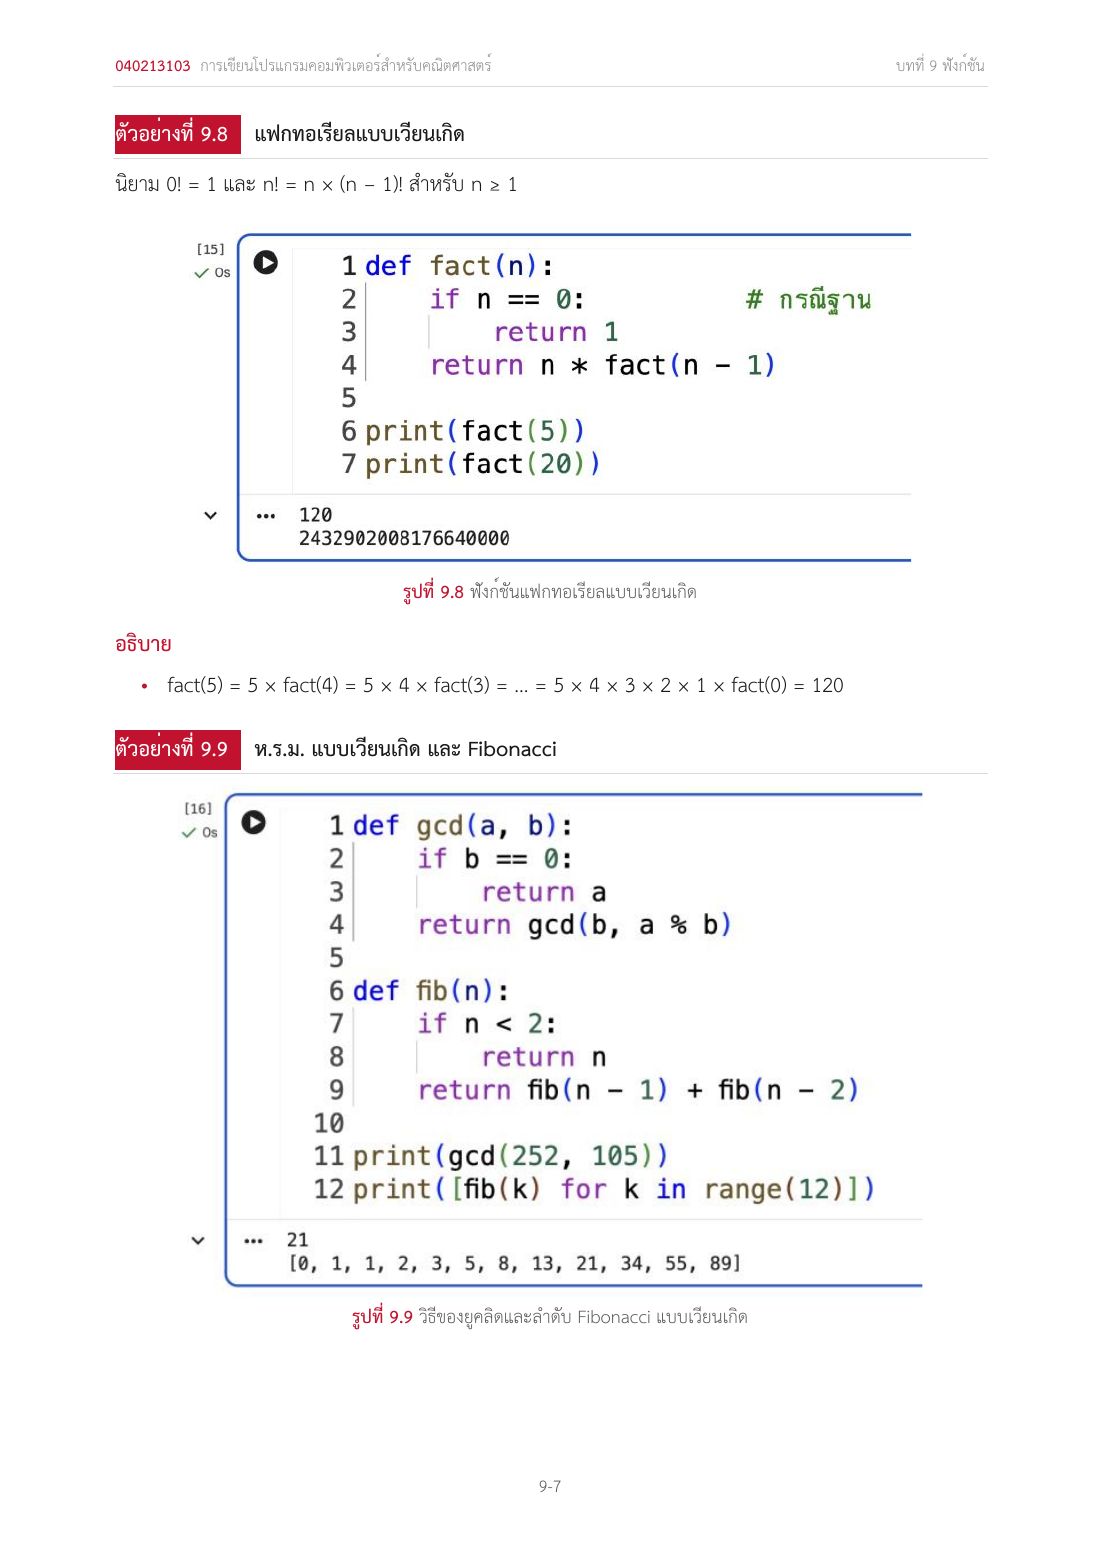 040213103 การเขียนโปรแกรมคอมพิวเตอร์สำหรับคณิตศาสตร์ บทที่ 9 ฟังก์ชัน
ตัวอย่างที่ 9.8 แฟกทอเรียลแบบเวียนเกิด
นิยาม 0! = 1 และ n! = n × (n – 1)! สำหรับ n ≥ 1
[15]
0s
1 def fact(n):
2 if n == 0: # กรณีฐาน
3 return 1
4 return n * fact(n - 1)
5
6 print(fact(5))
7 print(fact(20))
120
2432902008176640000
รูปที่ 9.8 ฟังก์ชันแฟกทอเรียลแบบเวียนเกิด
อธิบาย
• fact(5) = 5 × fact(4) = 5 × 4 × fact(3) = ... = 5 × 4 × 3 × 2 × 1 × fact(0) = 120
ตัวอย่างที่ 9.9 ห.ร.ม. แบบเวียนเกิด และ Fibonacci
[16]
0s
1 def gcd(a, b):
2 if b == 0:
3 return a
4 return gcd(b, a % b)
5
6 def fib(n):
7 if n < 2:
8 return n
9 return fib(n - 1) + fib(n - 2)
10
11 print(gcd(252, 105))
12 print([fib(k) for k in range(12)])
21
[0, 1, 1, 2, 3, 5, 8, 13, 21, 34, 55, 89]
รูปที่ 9.9 วิธีของยูคลิดและลำดับ Fibonacci แบบเวียนเกิด
9-7